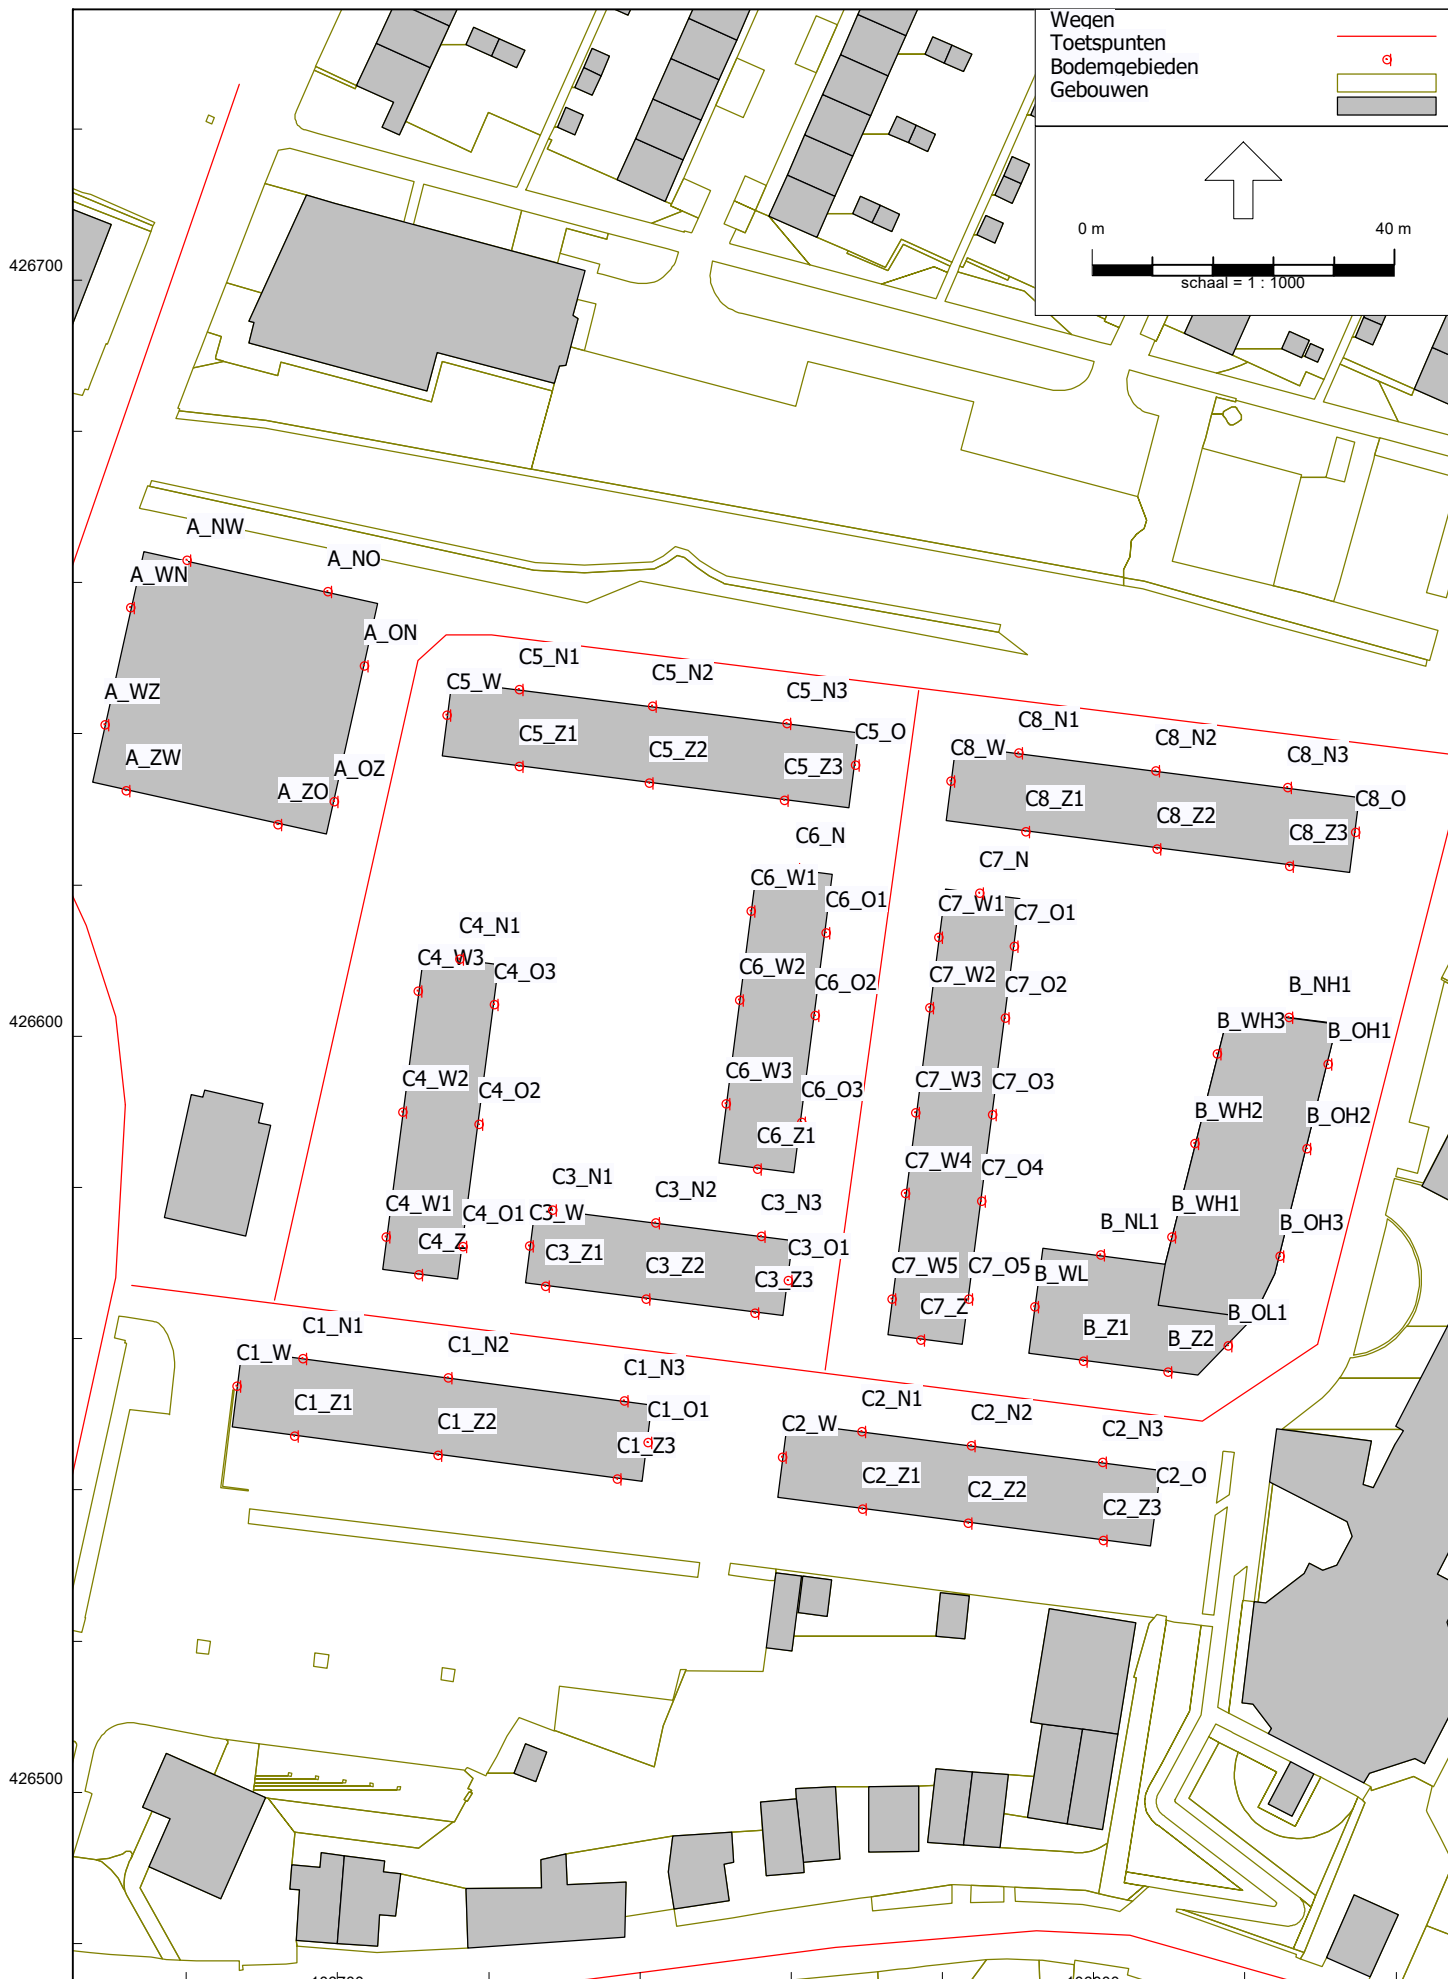 Wegen
Toetspunten
Bodemgebieden
Gebouwen
0 m 40 m
schaal = 1 : 1000
426700
A_NW
A_NO
A_WN
A_ON
C5_N1
C5_N2
C5_W
C5_N3
A_WZ
C5_O
C8_N1
C5_Z1
C8_W
C8_N2
A_ZW
A_OZ
C5_Z2
C5_Z3
C8_N3
A_ZO
C8_Z1
C8_O
C8_Z2
C8_Z3
C6_N
C7_N
C6_W1
C7_W1
C6_O1
C7_O1
C4_N1
C4_W3
C6_W2
C7_W2
C4_O3
C6_O2
C7_O2
B_NH1
426600
B_WH3
B_OH1
C6_W3
C4_W2
C7_W3
C7_O3
C4_O2
C6_O3
C6_Z1
B_WH2
B_OH2
C3_N1
C7_W4
C7_O4
C4_W1
C3_N2
C3_N3
C4_O1
C3_W
B_NL1
B_WH1
B_OH3
C4_Z
C3_Z1
C3_Z2
C3_O1
C3_Z3
C7_W5
C7_O5
B_WL
C7_Z
B_OL1
C1_N1
B_Z1
B_Z2
C1_W
C1_N2
C1_N3
C1_Z1
C1_Z2
C1_O1
C1_Z3
C2_N1
C2_W
C2_N2
C2_N3
C2_Z1
C2_Z2
C2_O
C2_Z3
426500